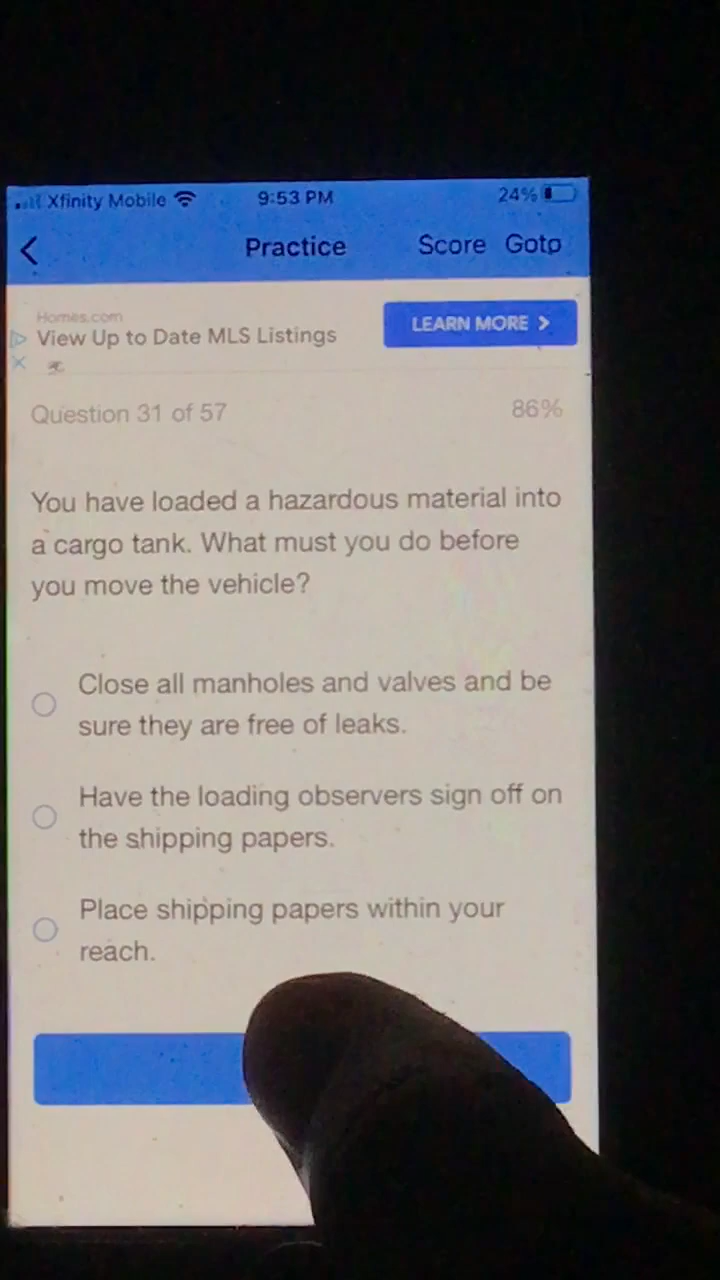 Xfinity Mobile 9:53 PM 24%
Practice Score Goto
Homes.com
View Up to Date MLS Listings
LEARN MORE
Question 31 of 57 86%
You have loaded a hazardous material into
a cargo tank. What must you do before
you move the vehicle?
Close all manholes and valves and be
sure they are free of leaks.
Have the loading observers sign off on
the shipping papers.
Place shipping papers within your
reach.